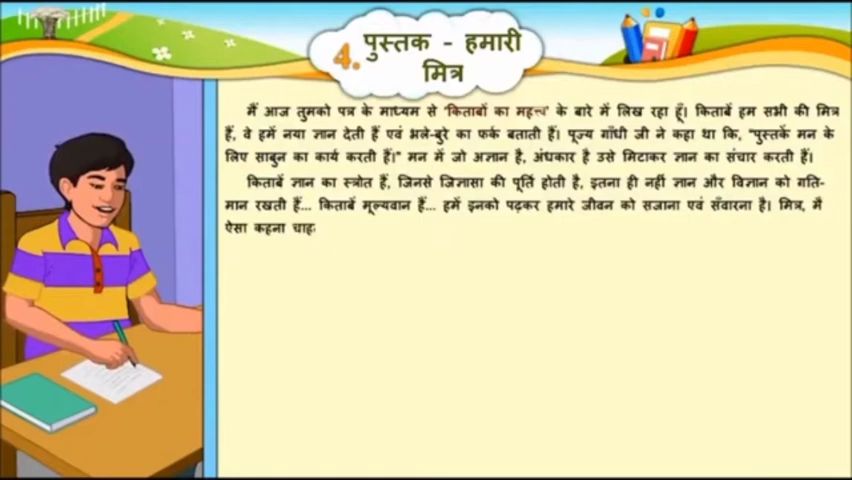 4. पुस्तक - हमारी
मित्र
मैं आज तुमको पत्र के माध्यम से 'किताबों का महत्त्व' के बारे में लिख रहा हूँ। किताबें हम सभी की मित्र
हैं, वे हमें नया ज्ञान देती हैं एवं भले-बुरे का फर्क बताती हैं। पूज्य गाँधी जी ने कहा था कि, "पुस्तकें मन के
लिए साबुन का कार्य करती हैं।" मन में जो अज्ञान है, अंधकार है उसे मिटाकर ज्ञान का संचार करती हैं।
किताबें ज्ञान का स्त्रोत हैं, जिनसे जिज्ञासा की पूर्ति होती है, इतना ही नहीं ज्ञान और विज्ञान को गति-
मान रखती हैं... किताबें मूल्यवान हैं... हमें इनको पढ़कर हमारे जीवन को सजाना एवं सँवारना है। मित्र, मैं
ऐसा कहना चाह